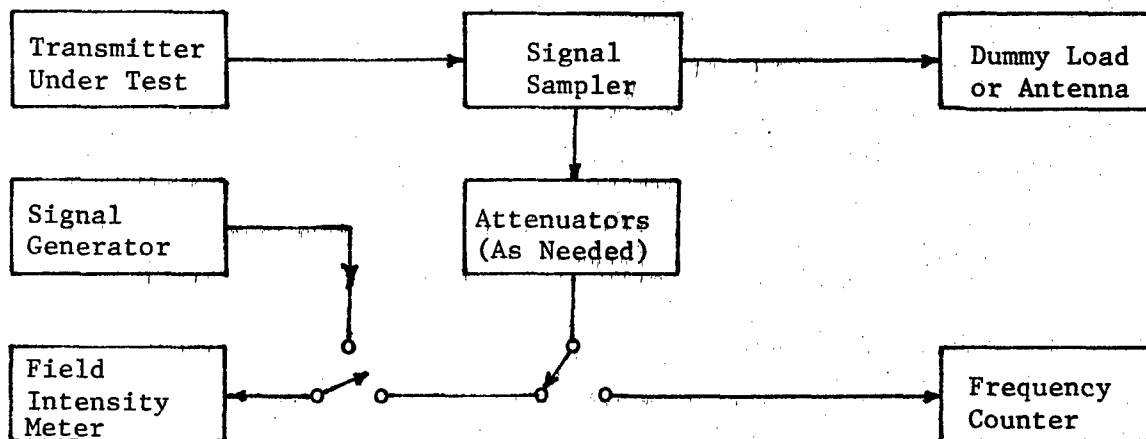 Transmitter
Under Test
Signal
Sampler
Dummy Load
or Antenna
Signal
Generator
Attenuators
(As Needed)
Field
Intensity
Meter
Frequency
Counter